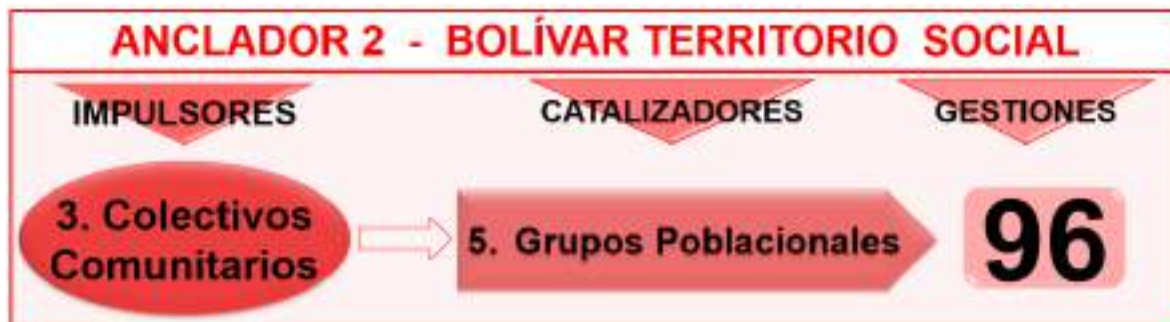 ANCLADOR 2 - BOLÍVAR TERRITORIO SOCIAL
IMPULSORES CATALIZADORES GESTIONES
3. Colectivos
Comunitarios
5. Grupos Poblacionales
96